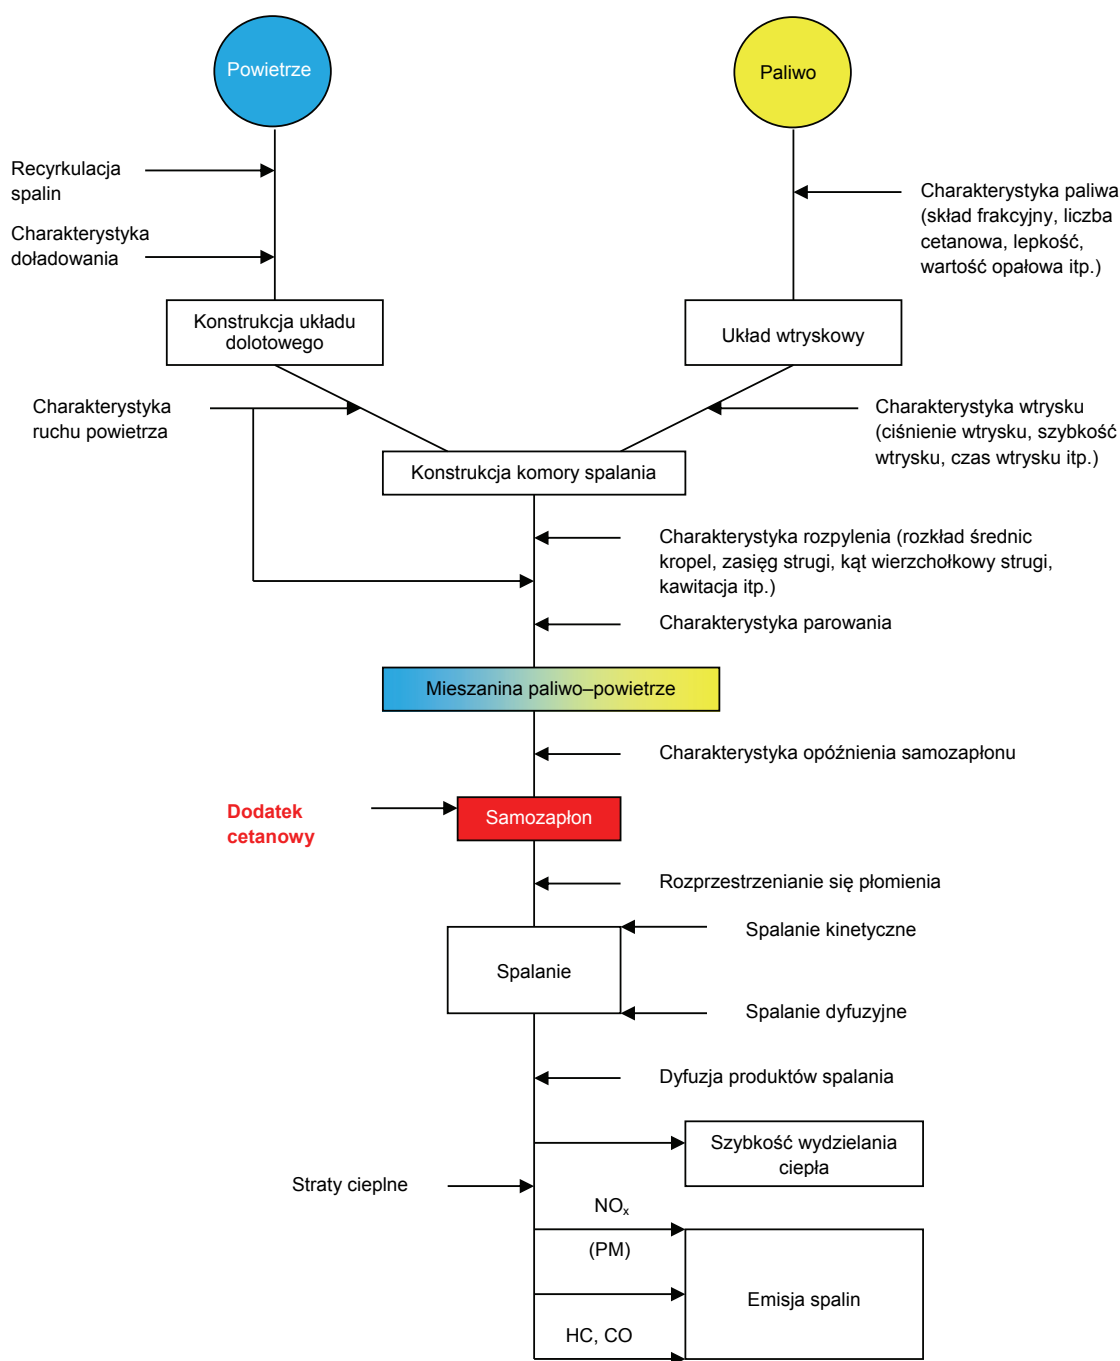 Powietrze
Paliwo
Recyrkulacja
spalin
Charakterystyka paliwa
(skład frakcyjny, liczba
cetanowa, lepkość,
wartość opałowa itp.)
Charakterystyka
doładowania
Konstrukcja układu
dolotowego
Układ wtryskowy
Charakterystyka
ruchu powietrza
Charakterystyka wtrysku
(ciśnienie wtrysku, szybkość
wtrysku, czas wtrysku itp.)
Konstrukcja komory spalania
Charakterystyka rozpylenia (rozkład średnic
kropel, zasięg strugi, kąt wierzchołkowy strugi,
kawitacja itp.)
Charakterystyka parowania
Mieszanina paliwo–powietrze
Charakterystyka opóźnienia samozapłonu
Dodatek
cetanowy
Samozapłon
Rozprzestrzenianie się płomienia
Spalanie kinetyczne
Spalanie
Spalanie dyfuzyjne
Dyfuzja produktów spalania
Szybkość wydzielania
ciepła
Straty cieplne
NOₓ
(PM)
Emisja spalin
HC, CO